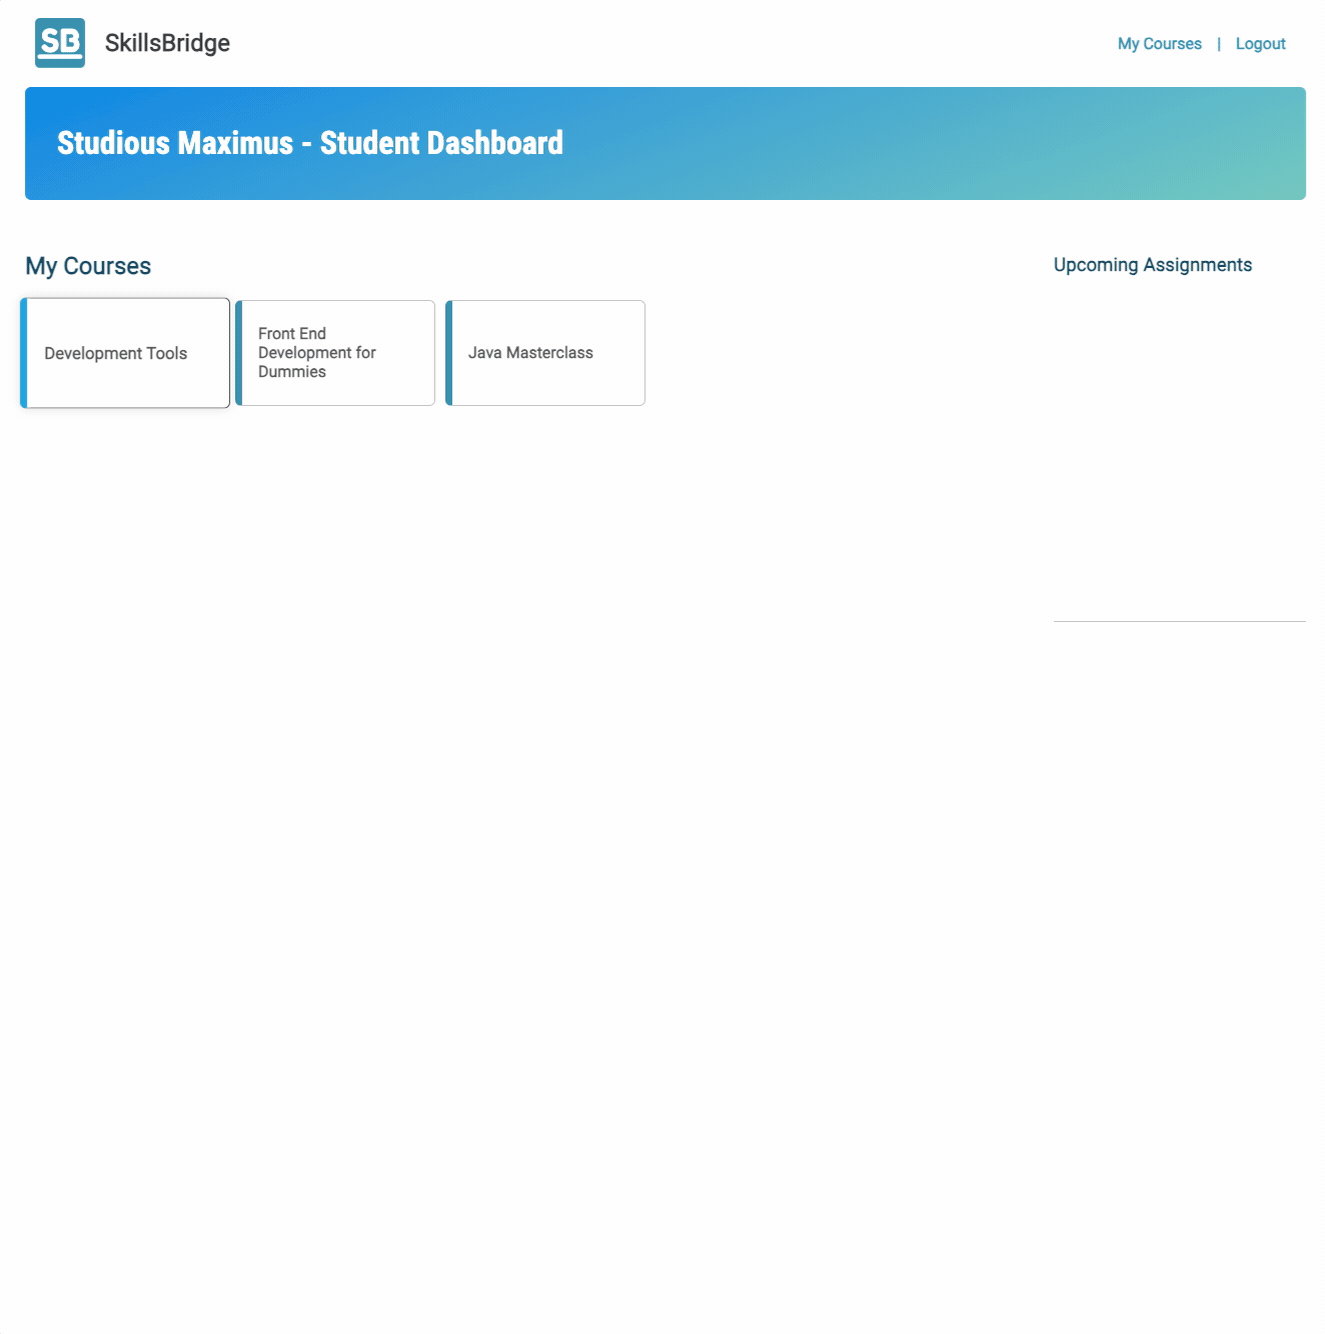 SB
SkillsBridge
My Courses | Logout
Studious Maximus - Student Dashboard
My Courses
Development Tools
Front End
Development for
Dummies
Java Masterclass
Upcoming Assignments